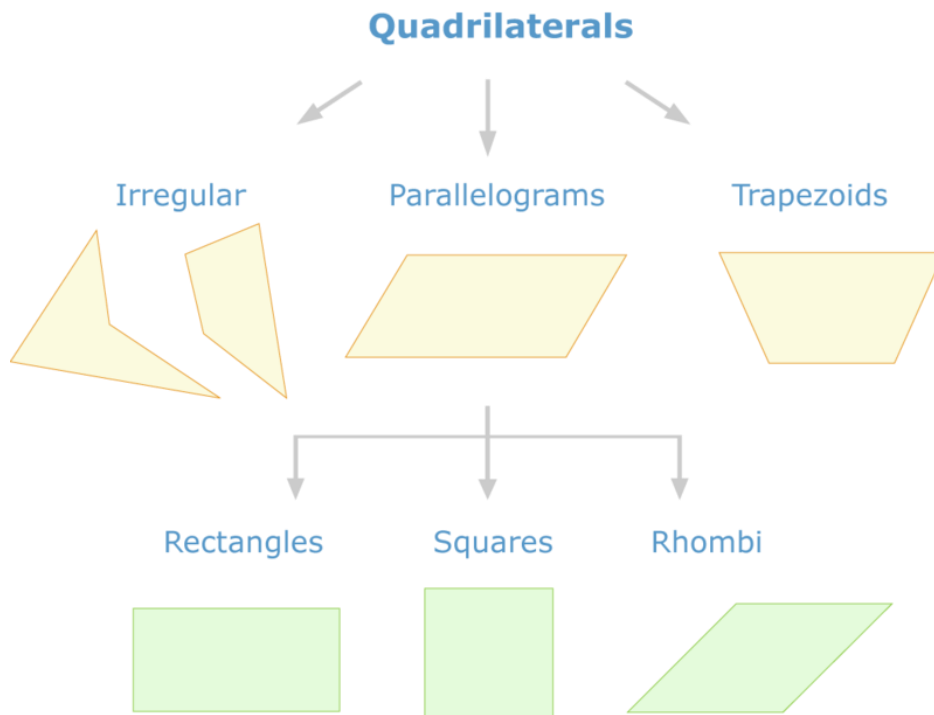 Quadrilaterals
Irregular
Parallelograms
Trapezoids
Rectangles
Squares
Rhombi